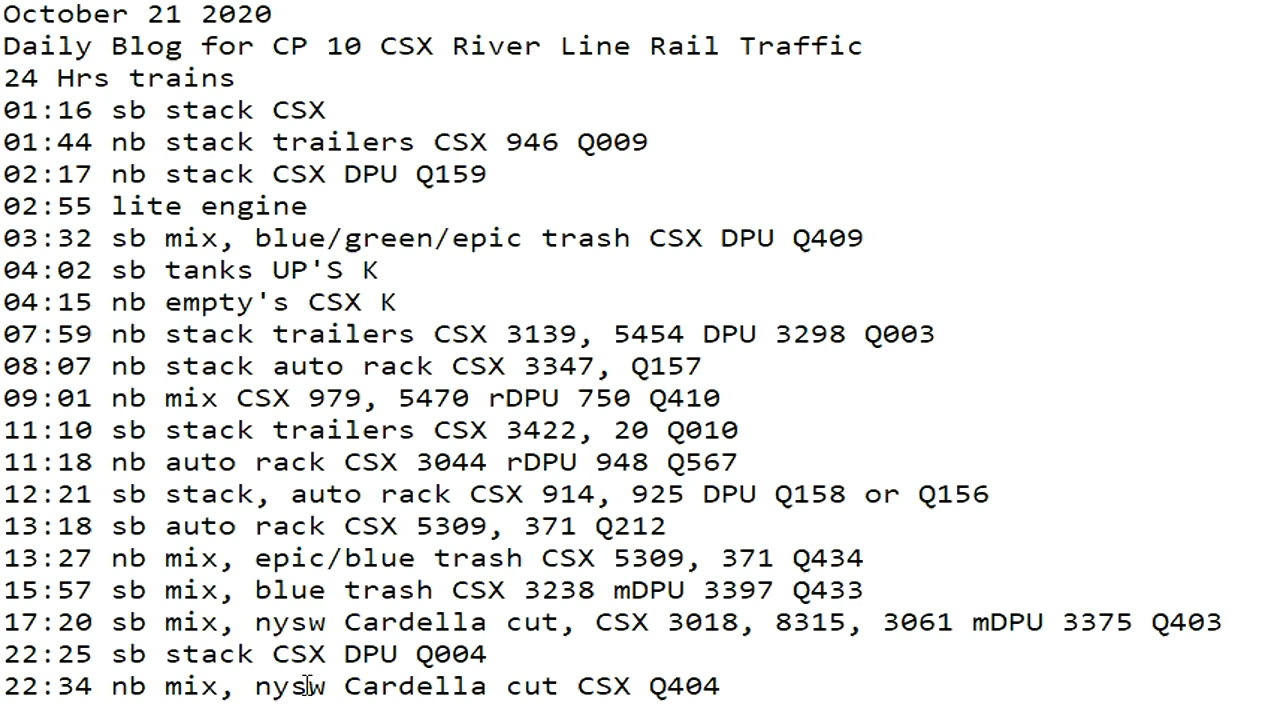 October 21 2020
Daily Blog for CP 10 CSX River Line Rail Traffic
24 Hrs trains
01:16 sb stack CSX
01:44 nb stack trailers CSX 946 Q009
02:17 nb stack CSX DPU Q159
02:55 lite engine
03:32 sb mix, blue/green/epic trash CSX DPU Q409
04:02 sb tanks UP'S K
04:15 nb empty's CSX K
07:59 nb stack trailers CSX 3139, 5454 DPU 3298 Q003
08:07 nb stack auto rack CSX 3347, Q157
09:01 nb mix CSX 979, 5470 rDPU 750 Q410
11:10 sb stack trailers CSX 3422, 20 Q010
11:18 nb auto rack CSX 3044 rDPU 948 Q567
12:21 sb stack, auto rack CSX 914, 925 DPU Q158 or Q156
13:18 sb auto rack CSX 5309, 371 Q212
13:27 nb mix, epic/blue trash CSX 5309, 371 Q434
15:57 sb mix, blue trash CSX 3238 mDPU 3397 Q433
17:20 sb mix, nysw Cardella cut, CSX 3018, 8315, 3061 mDPU 3375 Q403
22:25 sb stack CSX DPU Q004
22:34 nb mix, nysw Cardella cut CSX Q404